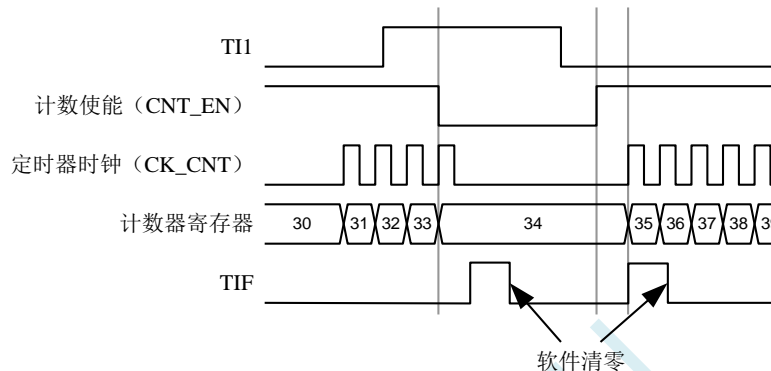 TI1
计数使能（CNT_EN）
定时器时钟（CK_CNT）
计数器寄存器 30 31 32 33 34 35 36 37 38
TIF
软件清零